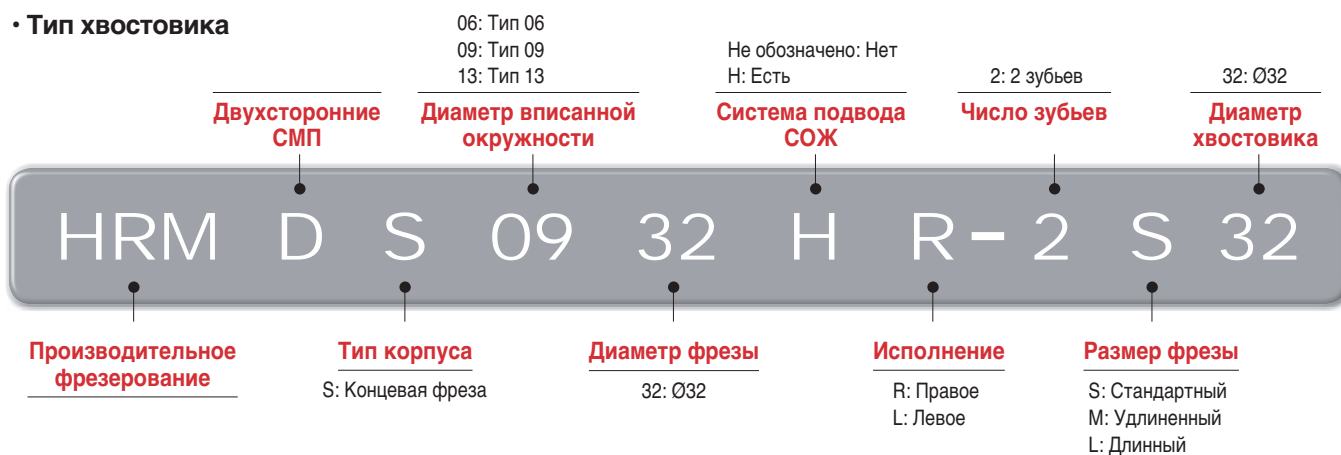 • Тип хвостовика
06: Тип 06
09: Тип 09
13: Тип 13
Не обозначено: Нет
H: Есть
2: 2 зубьев
32: Ø32
Двухсторонние
СМП
Диаметр вписанной
окружности
Система подвода
СОЖ
Число зубьев
Диаметр
хвостовика
HRM D S 09 32 H R-2 S 32
Производительное
фрезерование
Тип корпуса
S: Концевая фреза
Диаметр фрезы
32: Ø32
Исполнение
R: Правое
L: Левое
Размер фрезы
S: Стандартный
M: Удлиненный
L: Длинный